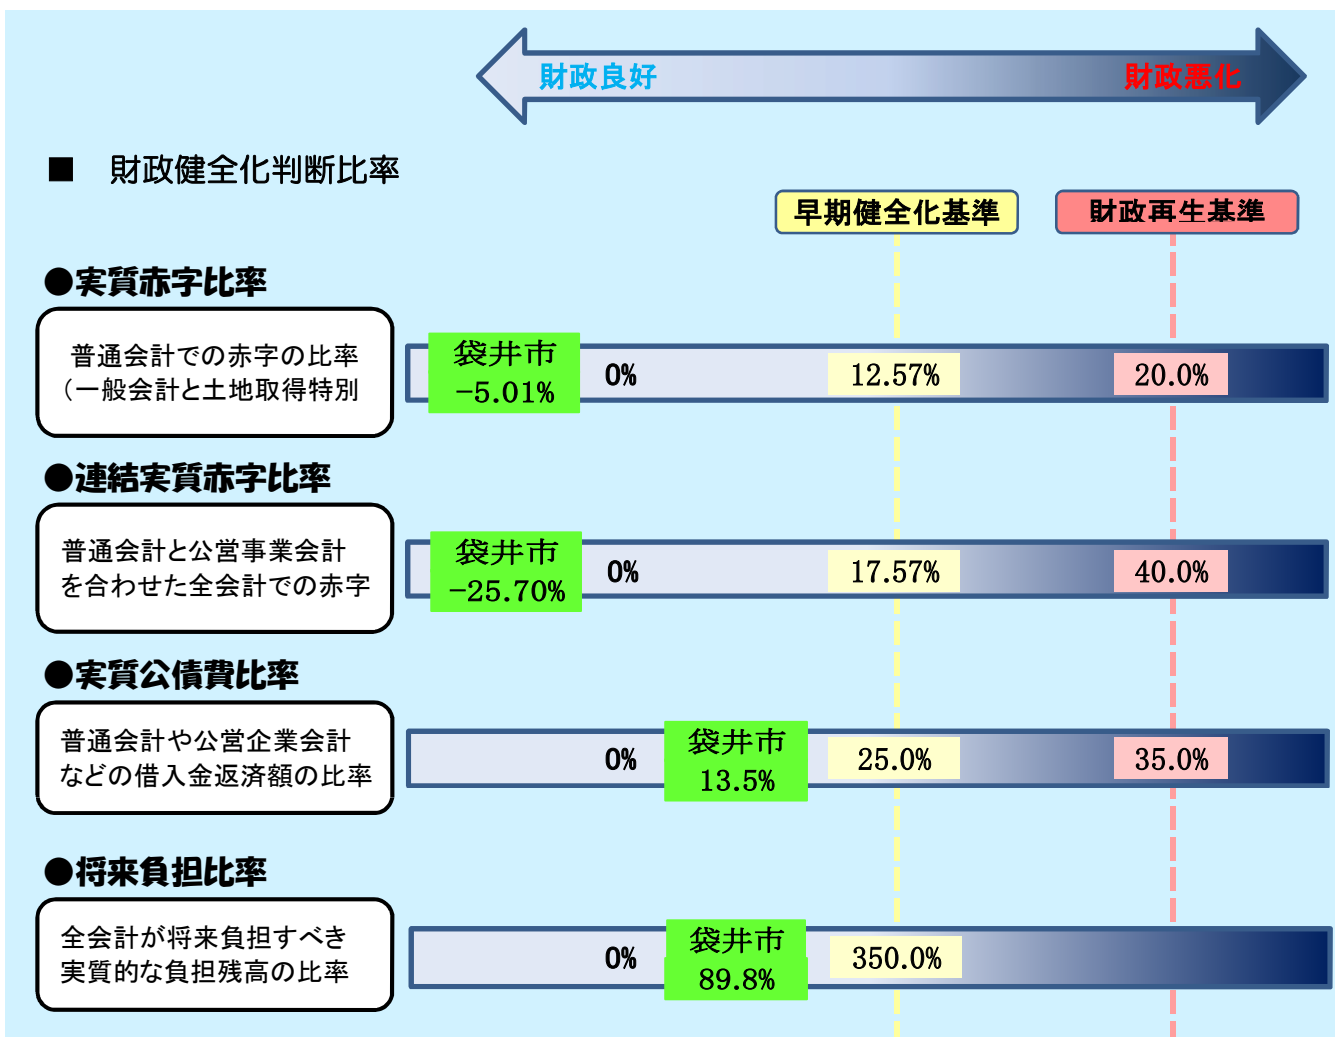 財政良好
財政悪化
■ 財政健全化判断比率
早期健全化基準
財政再生基準
●実質赤字比率
普通会計での赤字の比率
（一般会計と土地取得特別
袋井市
-5.01%
0%
12.57%
20.0%
●連結実質赤字比率
普通会計と公営事業会計
を合わせた全会計での赤字
袋井市
-25.70%
0%
17.57%
40.0%
●実質公債費比率
普通会計や公営企業会計
などの借入金返済額の比率
0%
袋井市
13.5%
25.0%
35.0%
●将来負担比率
全会計が将来負担すべき
実質的な負担残高の比率
0%
袋井市
89.8%
350.0%